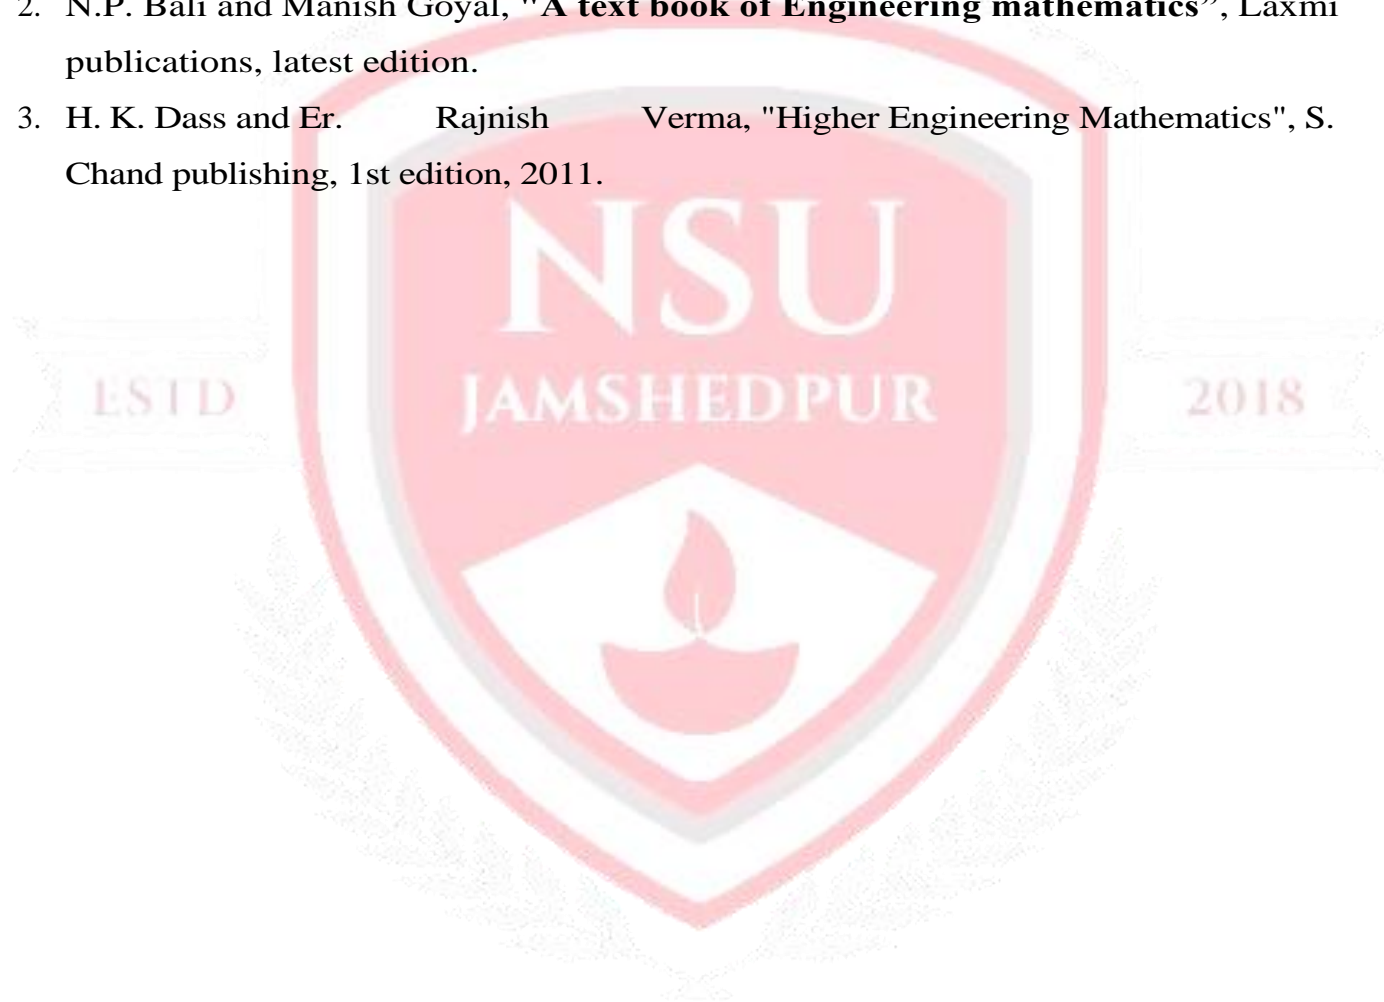 2. N.P. Bali and Manish Goyal, "A text book of Engineering mathematics”, Laxmi
publications, latest edition.
3. H. K. Dass and Er. Rajnish Verma, "Higher Engineering Mathematics", S.
Chand publishing, 1st edition, 2011.
NSU
JAMSHEDPUR
ESTD
2018